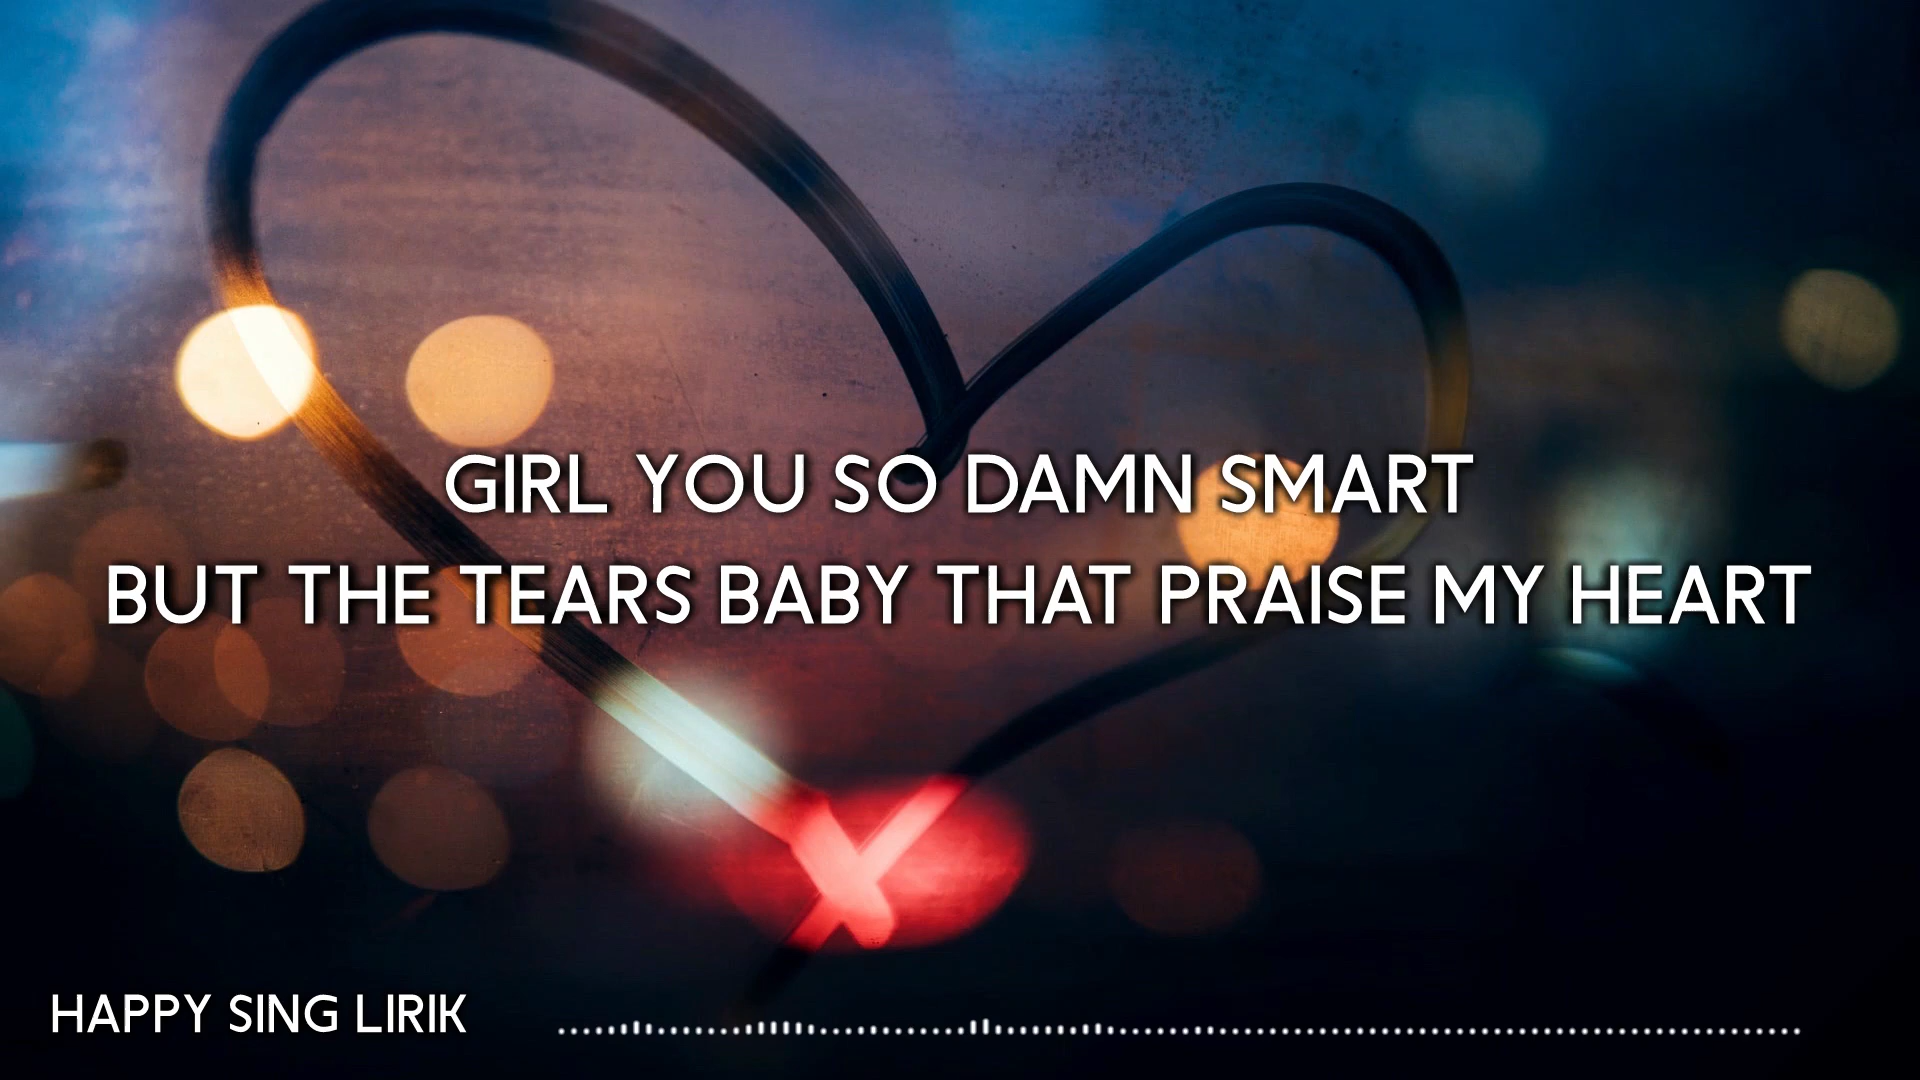 GIRL YOU SO DAMN SMART
BUT THE TEARS BABY THAT PRAISE MY HEART
HAPPY SING LIRIK